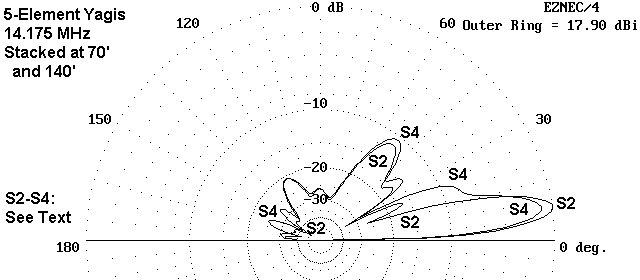 5-Element Yagis
14.175 MHz
Stacked at 70'
and 140'
0 dB
EZNEC/4
Outer Ring = 17.90 dBi
120
60
-10
150
30
S4
S2
-20
S4
S2-S4:
See Text
-30
S4
S2
S4
S2
S2
180
0 deg.